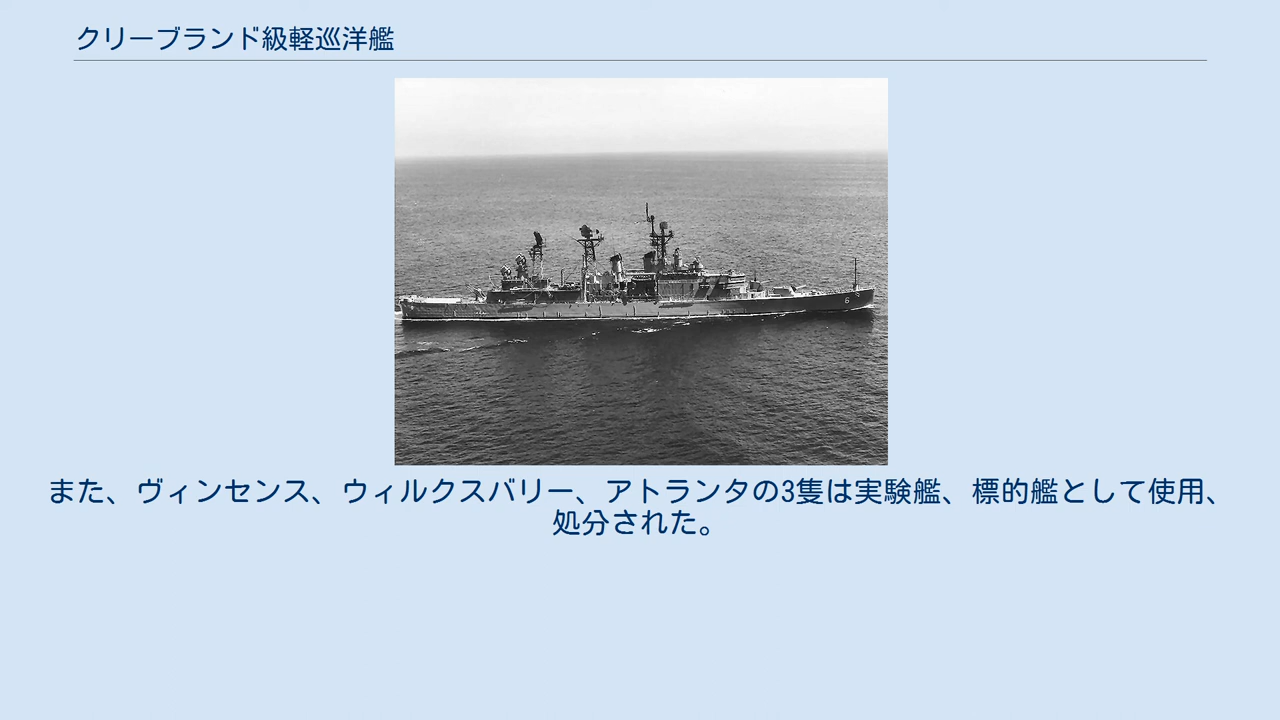 クリーブランド級軽巡洋艦
6
また、ヴィンセンス、ウィルクスバリー、アトランタの3隻は実験艦、標的艦として使用、
処分された。